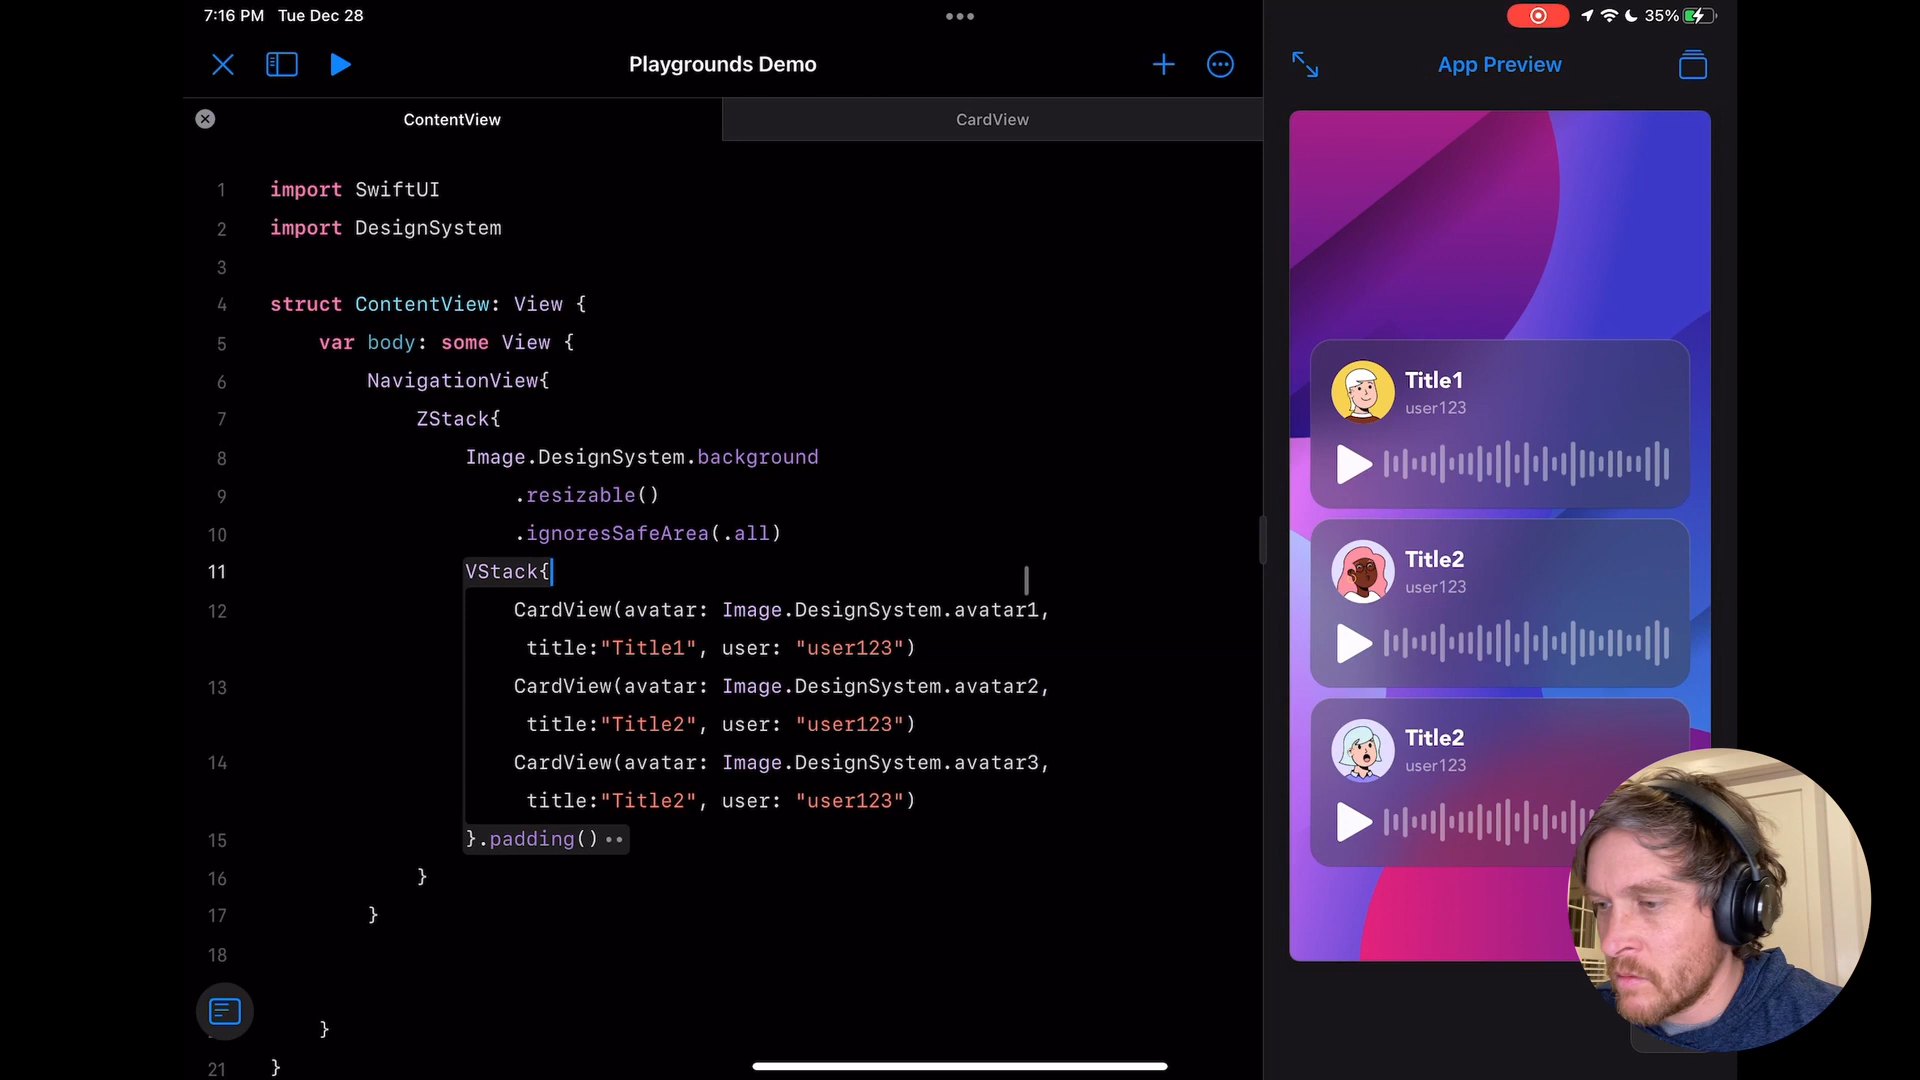 7:16 PM Tue Dec 28
35%
Playgrounds Demo
App Preview
ContentView
CardView
1 import SwiftUI
2 import DesignSystem
3
4 struct ContentView: View {
5 var body: some View {
6 NavigationView{
7 ZStack{
8 Image.DesignSystem.background
9 .resizable()
10 .ignoresSafeArea(.all)
11 VStack{
12 CardView(avatar: Image.DesignSystem.avatar1,
title:"Title1", user: "user123")
13 CardView(avatar: Image.DesignSystem.avatar2,
title:"Title2", user: "user123")
14 CardView(avatar: Image.DesignSystem.avatar3,
title:"Title2", user: "user123")
15 }.padding()
16 }
17 }
18
}
21 }
Title1
user123
Title2
user123
Title2
user123